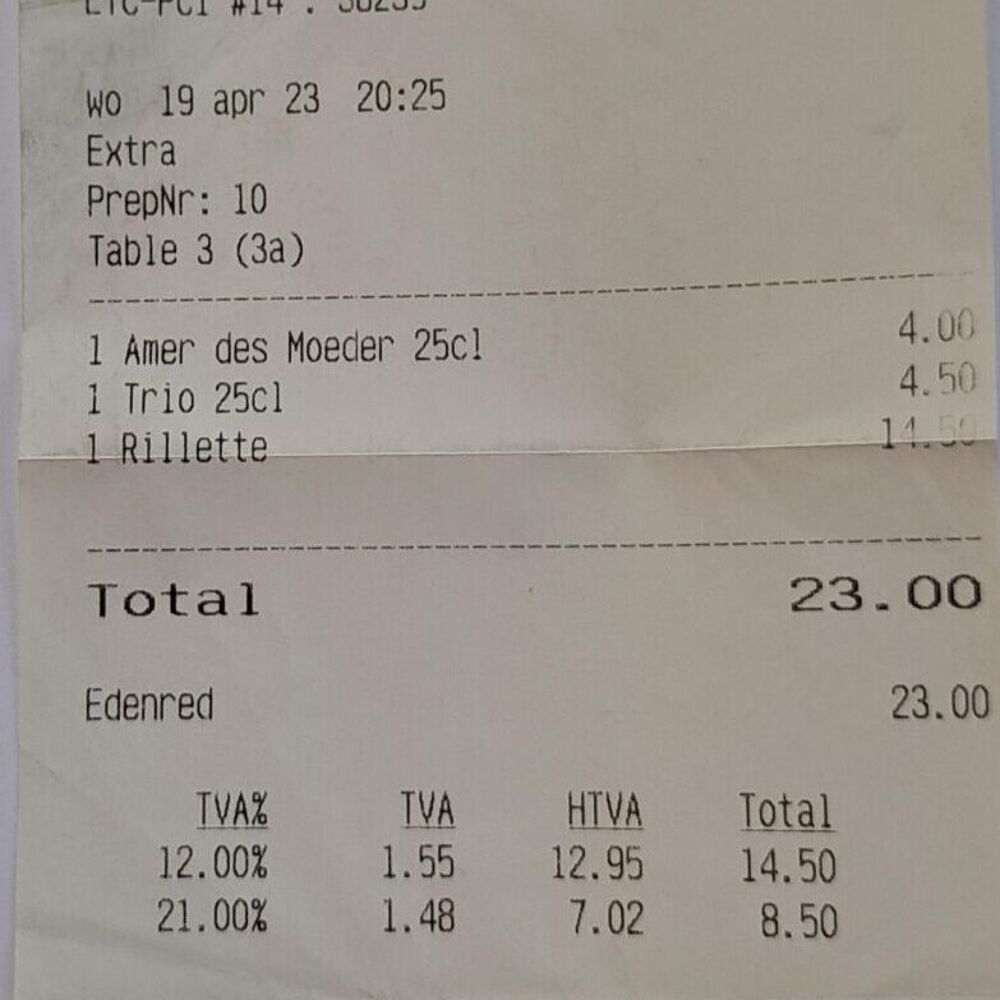 wo 19 apr 23 20:25
Extra
PrepNr: 10
Table 3 (3a)
1 Amer des Moeder 25cl 4.00
1 Trio 25cl 4.50
1 Rillette 14.50
Total 23.00
Edenred 23.00
TVA% TVA HTVA Total
12.00% 1.55 12.95 14.50
21.00% 1.48 7.02 8.50